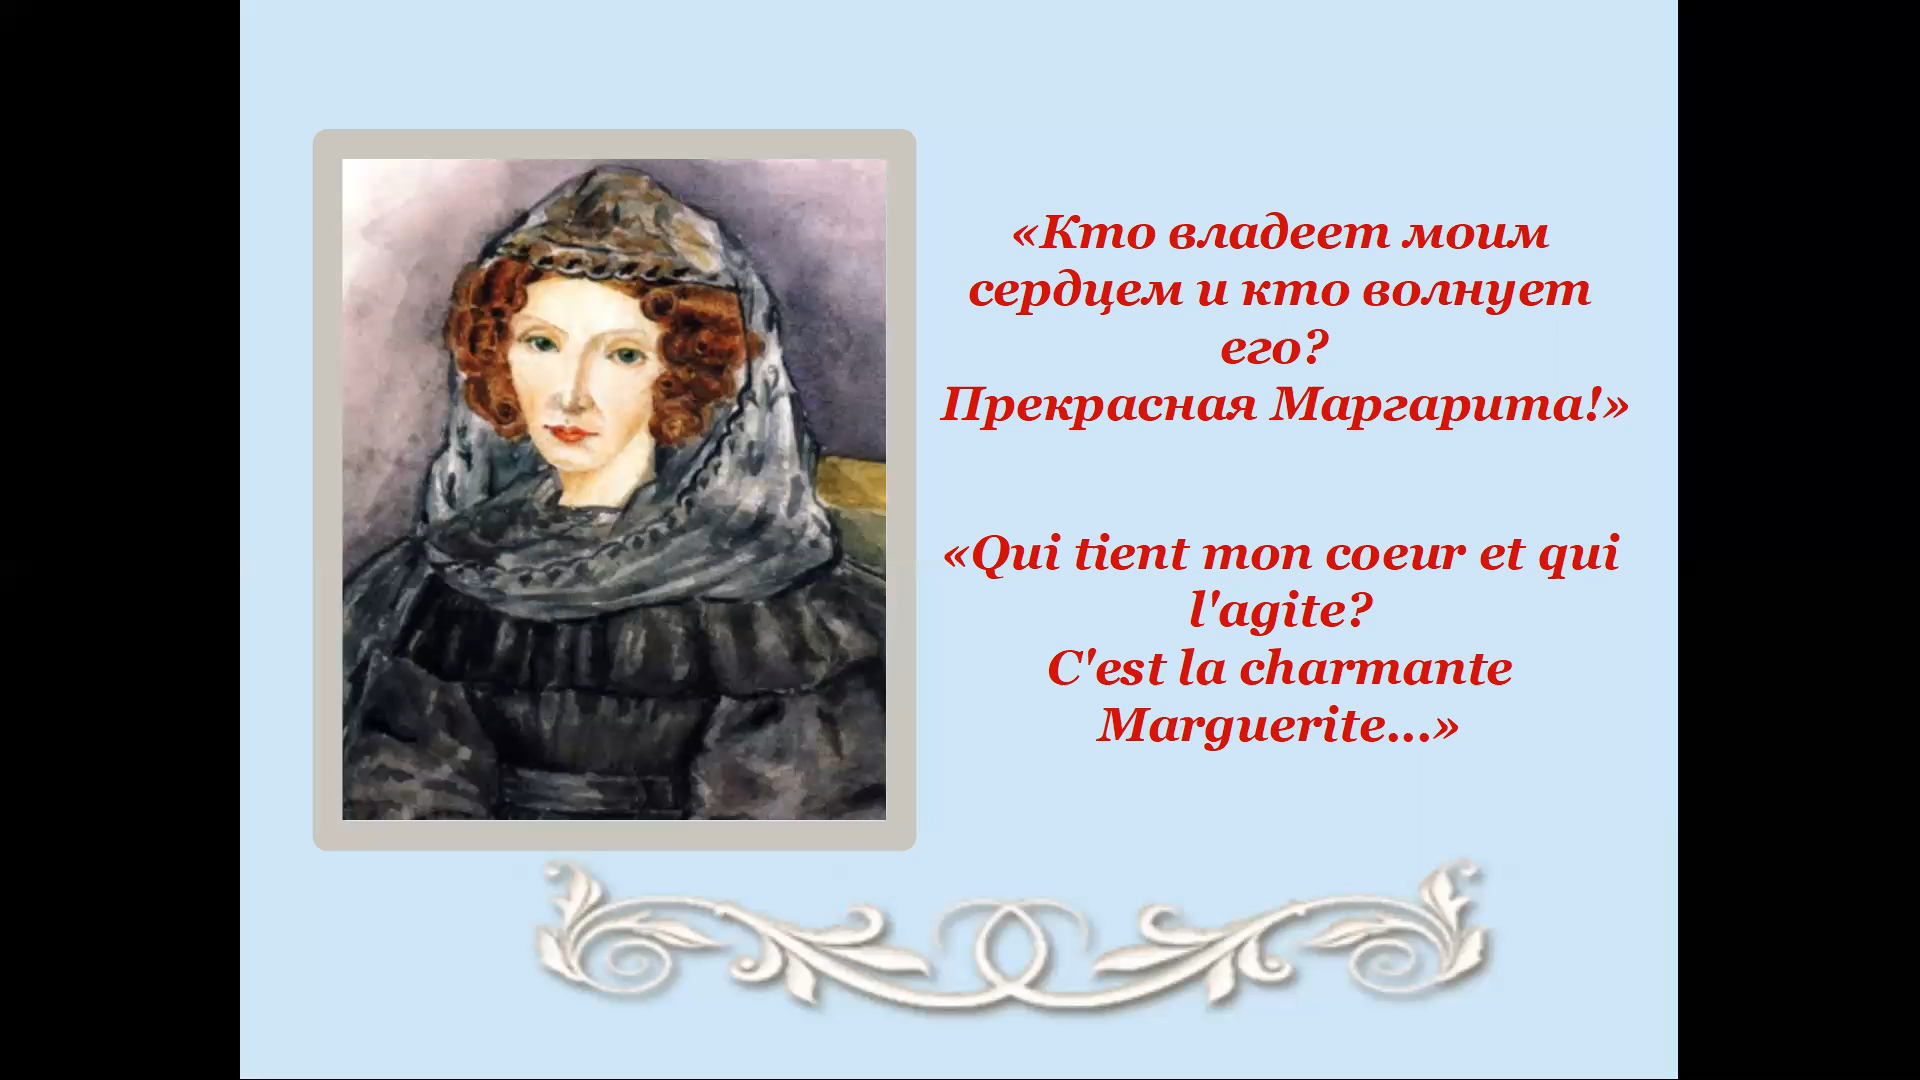 «Кто владеет моим
сердцем и кто волнует
его?
Прекрасная Маргарита!»
«Qui tient mon coeur et qui
l'agite?
C'est la charmante
Marguerite...»